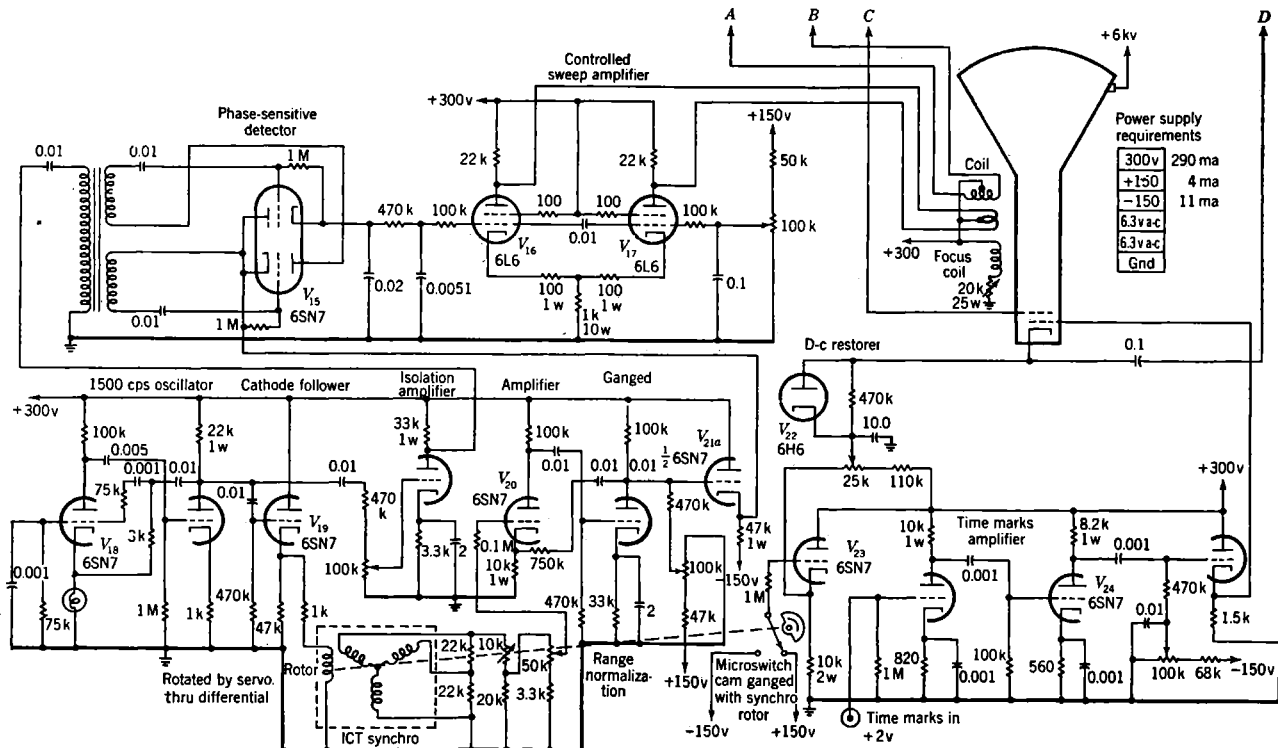 A
B
C
D
+6kv
Controlled
sweep amplifier
+300v
+150v
Phase-sensitive
detector
Power supply
requirements
300v 290 ma
+150 4 ma
−150 11 ma
6.3v a-c
6.3v a-c
Gnd
0.01
0.01
1 M
22 k
22 k
50 k
Coil
470 k
100 k
100
100
0.01
100 k
100 k
V16
6L6
V17
6L6
+300
Focus
coil
20k
25w
V15
6SN7
0.02
0.0051
100
1 w
100
1 w
1k
10w
0.1
0.01
1 M
0.1
1500 cps oscillator
Cathode follower
Isolation
amplifier
Amplifier
Ganged
D-c restorer
+300v
100k
22k
1w
33k
1w
100k
100k
V21a
½ 6SN7
V22
6H6
470k
10.0
0.005
0.001
0.01
75k
0.01
0.01
V20
6SN7
0.01
0.01
25k
110k
+300v
V18
6SN7
3k
V19
6SN7
470
k
470k
47k
1w
V23
6SN7
10k
1w
Time marks
amplifier
8.2k
1w
0.001
0.001
V24
6SN7
0.001
75k
1M
1k
470k
47k
1k
100k
3.3k
2
0.1M
10k
1w
750k
470k
33k
2
100k
−150v
47k
1M
470k
0.01
1.5k
Rotated by servo.
thru differential
Rotor
22k
22k
10k
20k
50k
3.3k
Range
normaliza-
tion
+150v
Microswitch
cam ganged
with synchro
rotor
−150v
+150v
10k
2w
1M
820
0.001
100k
560
0.001
100k
68k
−150v
ICT synchro
Time marks in
+2v